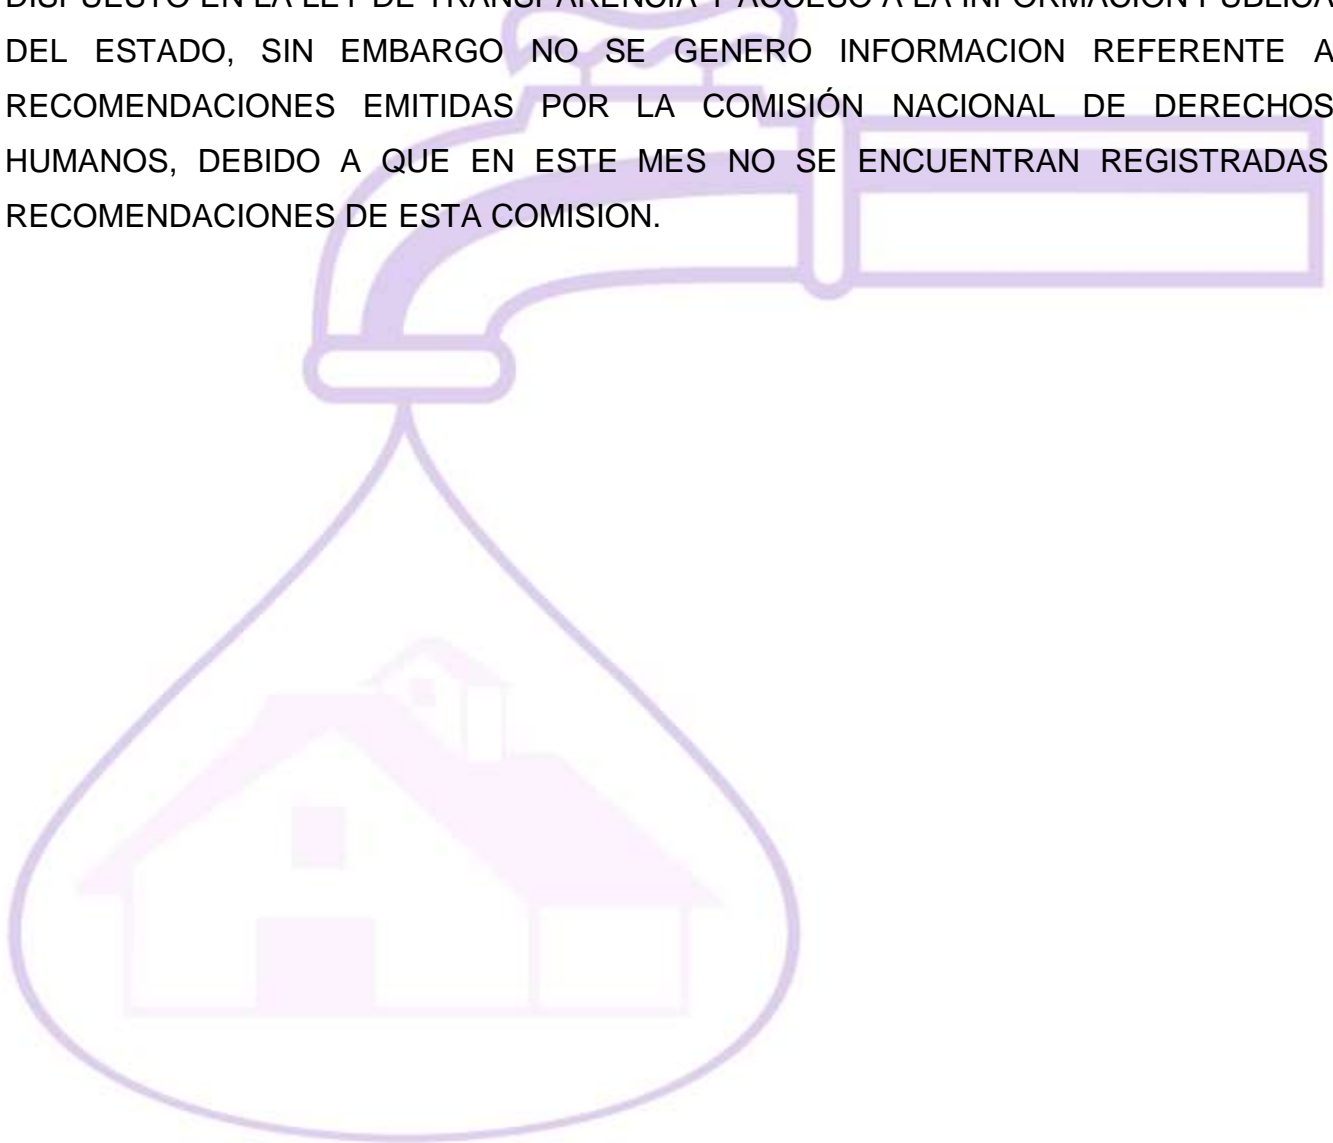 DISPUESTO EN LA LEY DE TRANSPARENCIA Y ACCESO A LA INFORMACION PUBLICA
DEL ESTADO, SIN EMBARGO NO SE GENERO INFORMACION REFERENTE A
RECOMENDACIONES EMITIDAS POR LA COMISIÓN NACIONAL DE DERECHOS
HUMANOS, DEBIDO A QUE EN ESTE MES NO SE ENCUENTRAN REGISTRADAS
RECOMENDACIONES DE ESTA COMISION.